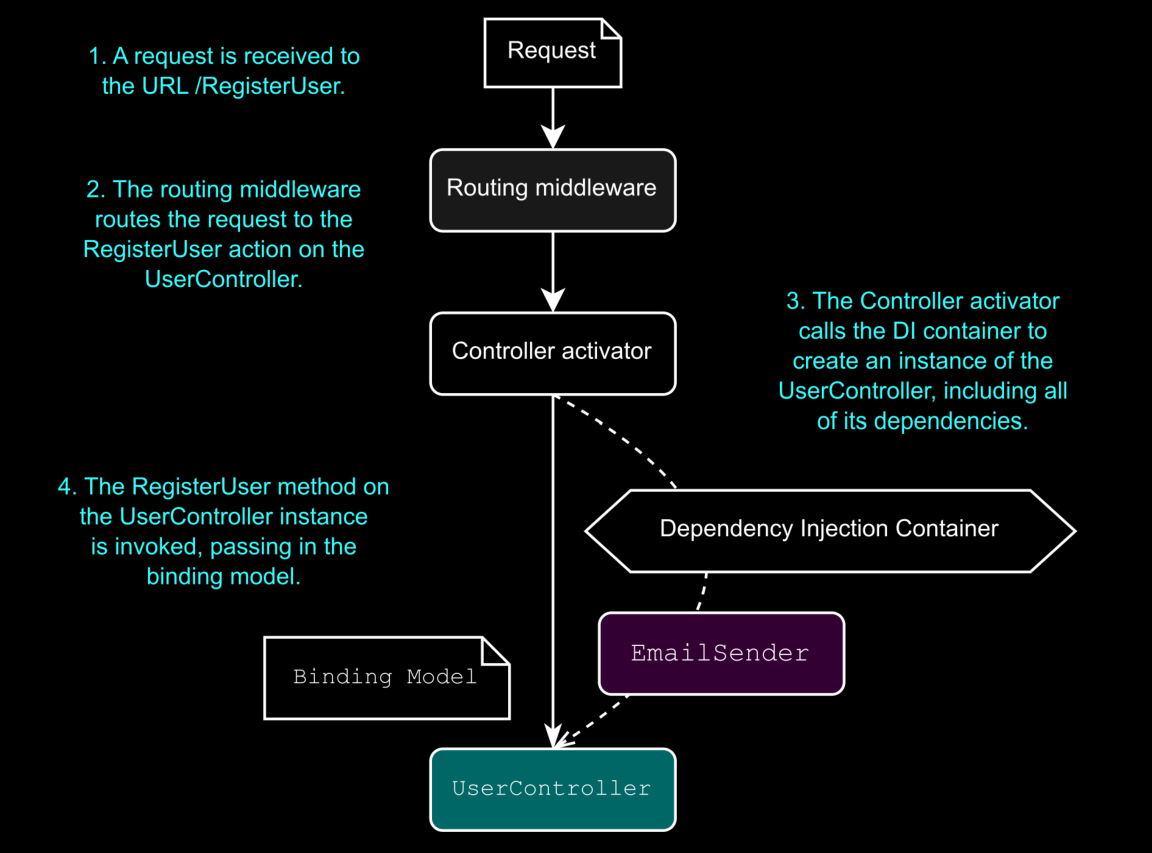 Request
1. A request is received to
the URL /RegisterUser.
Routing middleware
2. The routing middleware
routes the request to the
RegisterUser action on the
UserController.
Controller activator
3. The Controller activator
calls the DI container to
create an instance of the
UserController, including all
of its dependencies.
4. The RegisterUser method on
the UserController instance
is invoked, passing in the
binding model.
Dependency Injection Container
EmailSender
Binding Model
UserController